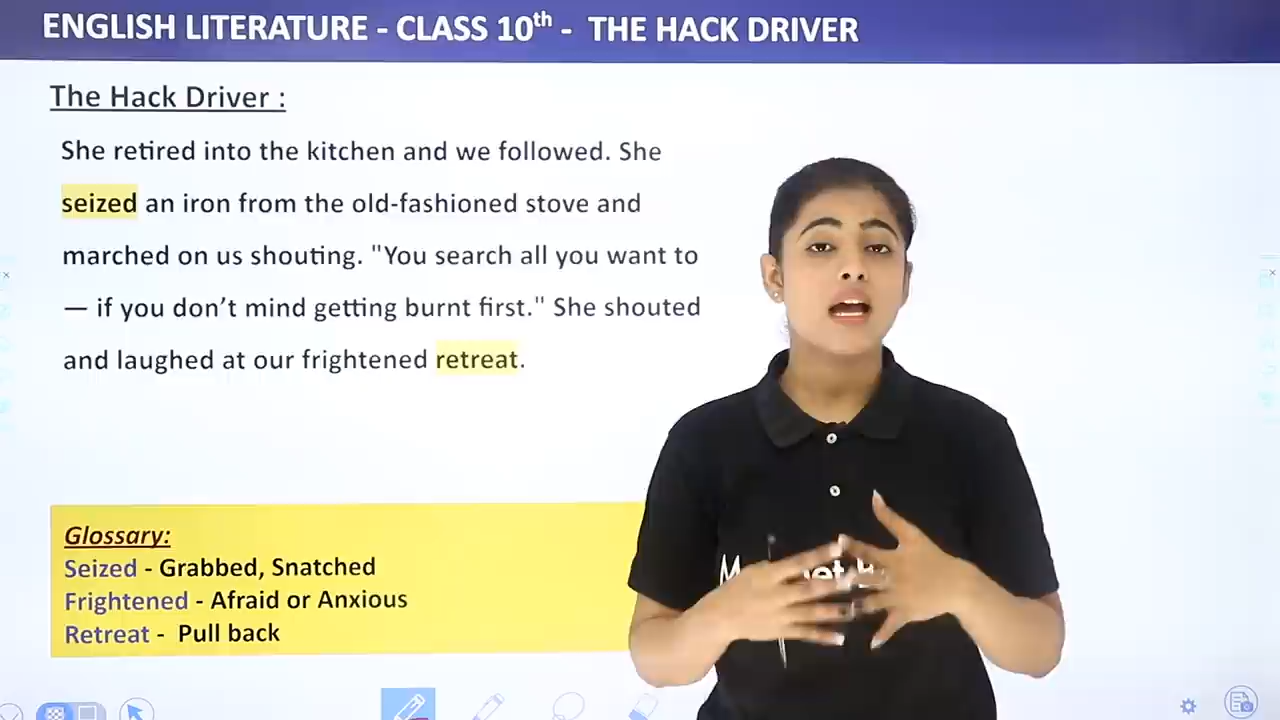 ENGLISH LITERATURE - CLASS 10th - THE HACK DRIVER
The Hack Driver :
She retired into the kitchen and we followed. She
seized an iron from the old-fashioned stove and
marched on us shouting. "You search all you want to
— if you don’t mind getting burnt first." She shouted
and laughed at our frightened retreat.
Glossary:
Seized - Grabbed, Snatched
Frightened - Afraid or Anxious
Retreat - Pull back